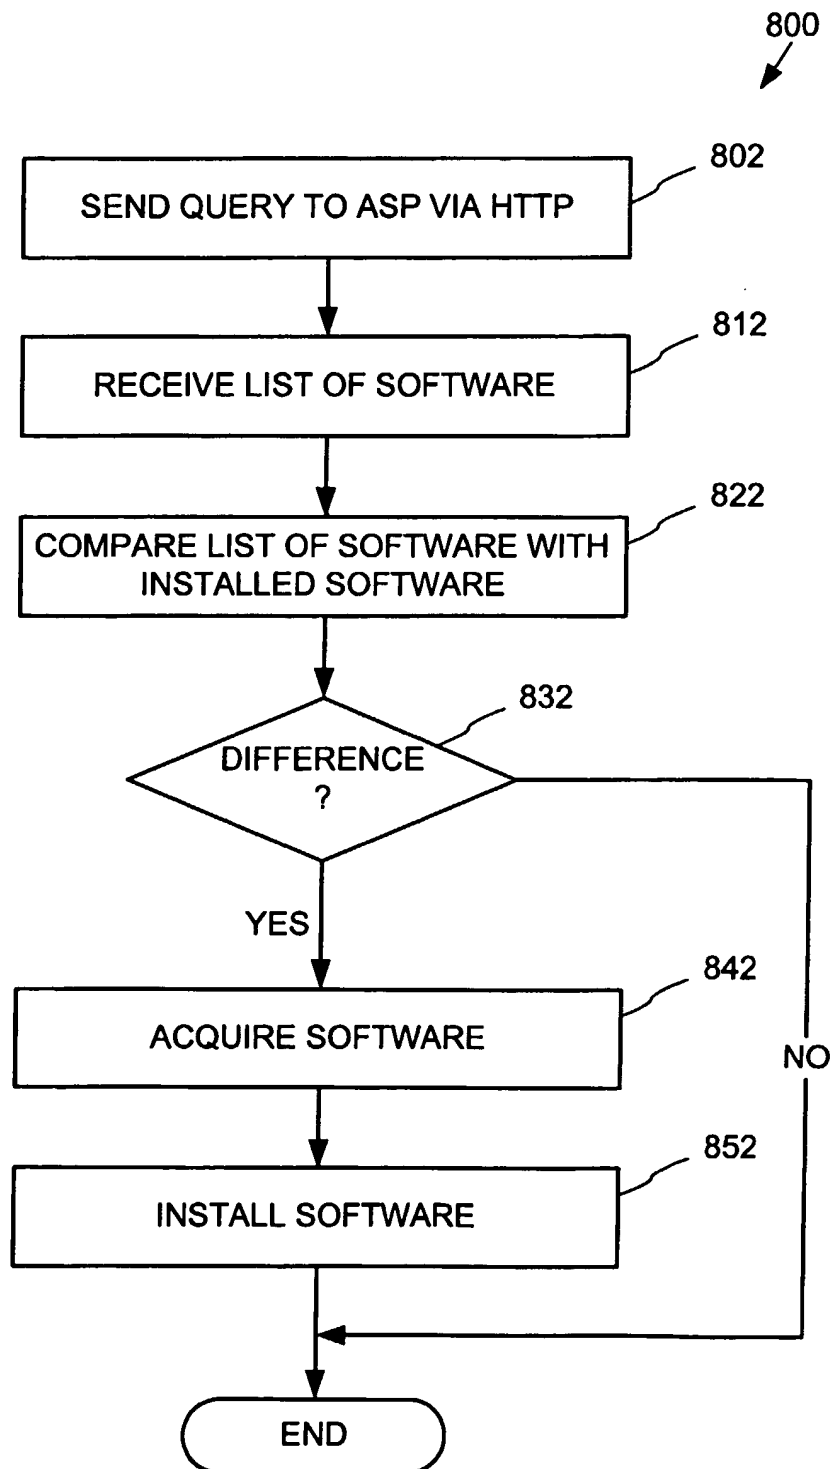 800
802
SEND QUERY TO ASP VIA HTTP
812
RECEIVE LIST OF SOFTWARE
822
COMPARE LIST OF SOFTWARE WITH
INSTALLED SOFTWARE
832
DIFFERENCE
?
YES
842
ACQUIRE SOFTWARE
NO
852
INSTALL SOFTWARE
END